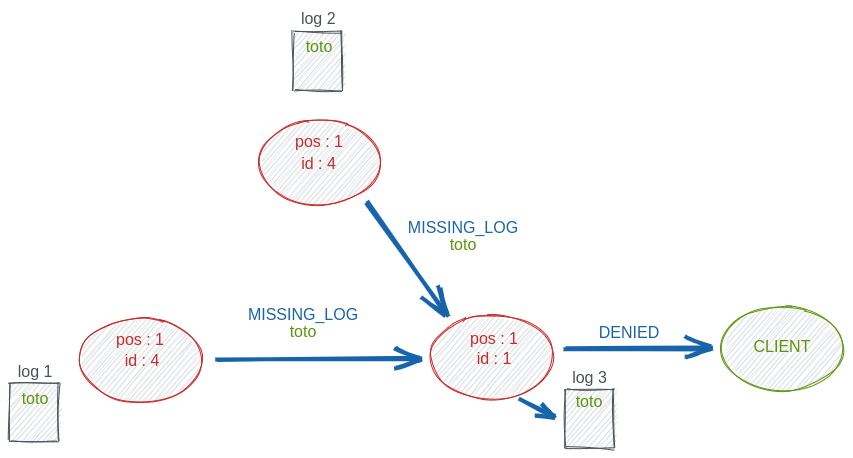 log 2
toto
pos : 1
id : 4
MISSING_LOG
toto
MISSING_LOG
toto
pos : 1
id : 4
log 1
toto
pos : 1
id : 1
DENIED
CLIENT
log 3
toto